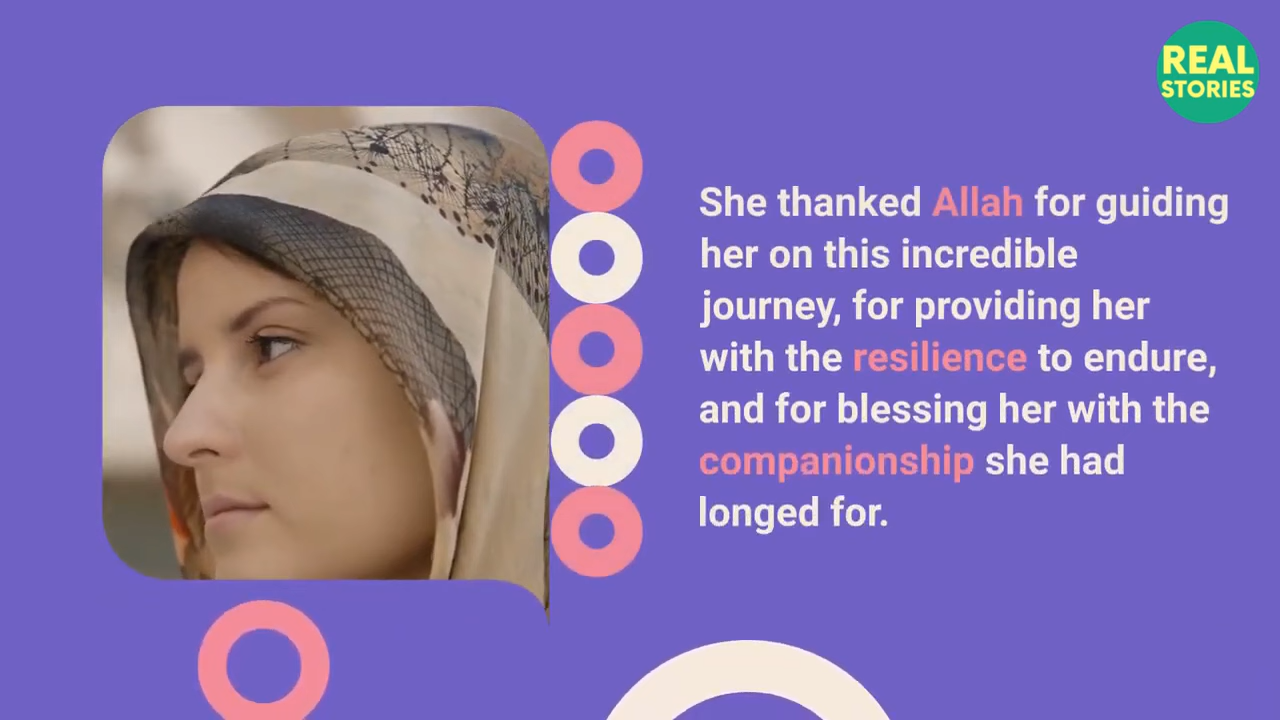 REAL
STORIES
She thanked Allah for guiding
her on this incredible
journey, for providing her
with the resilience to endure,
and for blessing her with the
companionship she had
longed for.